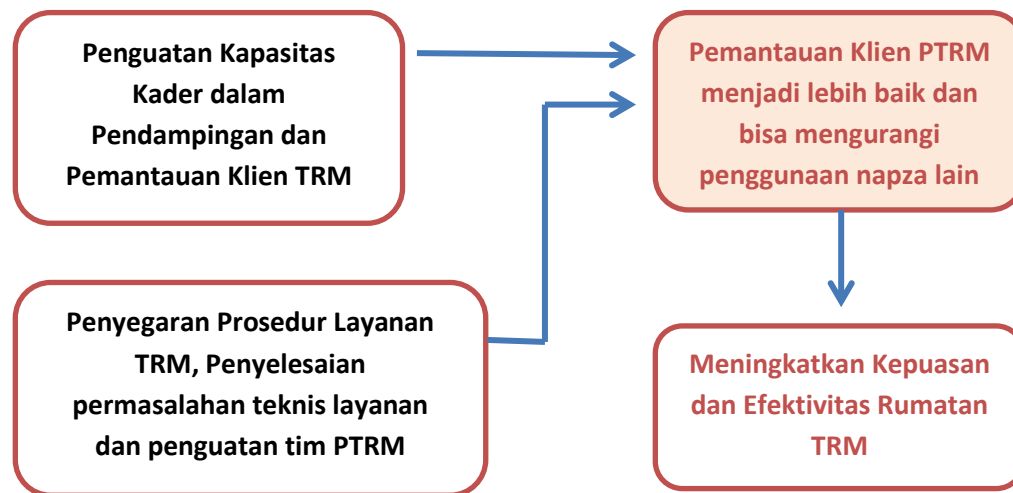 Penguatan Kapasitas
Kader dalam
Pendampingan dan
Pemantauan Klien TRM
Pemantauan Klien PTRM
menjadi lebih baik dan
bisa mengurangi
penggunaan napza lain
Penyegaran Prosedur Layanan
TRM, Penyelesaian
permasalahan teknis layanan
dan penguatan tim PTRM
Meningkatkan Kepuasan
dan Efektivitas Rumatan
TRM